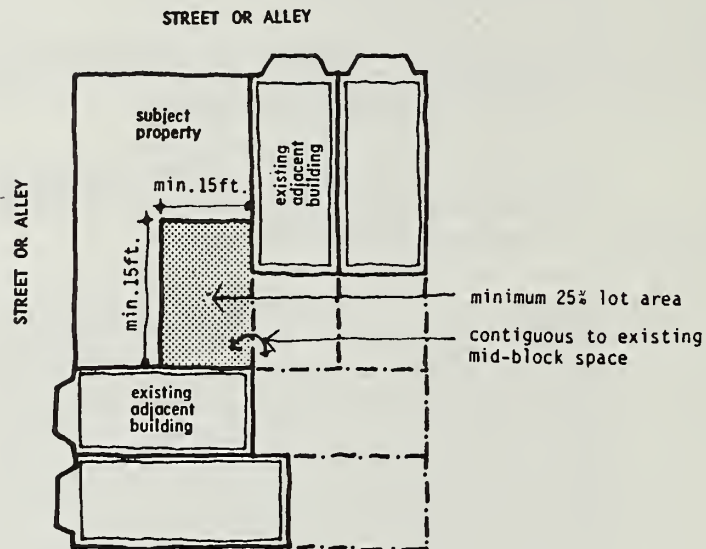 STREET OR ALLEY
STREET OR ALLEY
subject
property
existing
adjacent
building
min.15ft.
min.15ft.
minimum 25% lot area
contiguous to existing
mid-block space
existing
adjacent
building